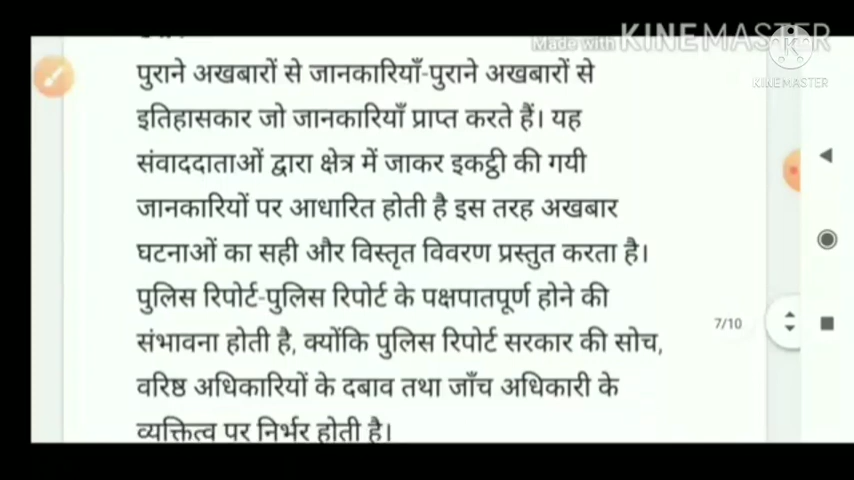 Made with KINEMASTER
KINEMASTER
पुराने अखबारों से जानकारियाँ-पुराने अखबारों से
इतिहासकार जो जानकारियाँ प्राप्त करते हैं। यह
संवाददाताओं द्वारा क्षेत्र में जाकर इकट्ठी की गयी
जानकारियों पर आधारित होती है इस तरह अखबार
घटनाओं का सही और विस्तृत विवरण प्रस्तुत करता है।
पुलिस रिपोर्ट-पुलिस रिपोर्ट के पक्षपातपूर्ण होने की
7/10
संभावना होती है, क्योंकि पुलिस रिपोर्ट सरकार की सोच,
वरिष्ठ अधिकारियों के दबाव तथा जाँच अधिकारी के
व्यक्तित्व पर निर्भर होती है।